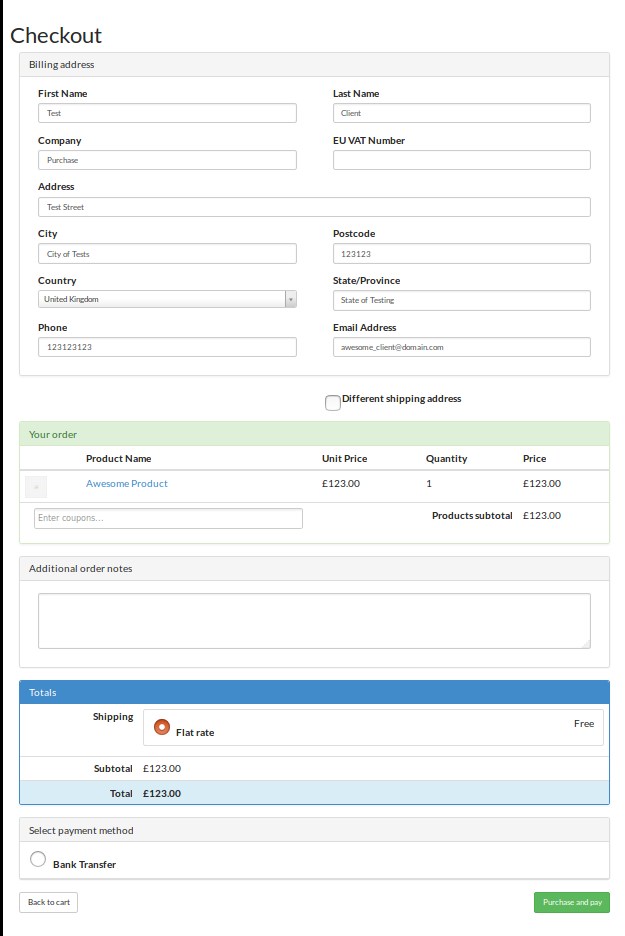 Checkout
Billing address
First Name Last Name
Test Client
Company EU VAT Number
Purchase
Address
Test Street
City Postcode
City of Tests 123123
Country State/Province
United Kingdom State of Testing
Phone Email Address
123123123 awesome_client@domain.com
Different shipping address
Your order
Product Name Unit Price Quantity Price
Awesome Product £123.00 1 £123.00
Enter coupons... Products subtotal £123.00
Additional order notes
Totals
Shipping Flat rate Free
Subtotal £123.00
Total £123.00
Select payment method
Bank Transfer
Back to cart Purchase and pay